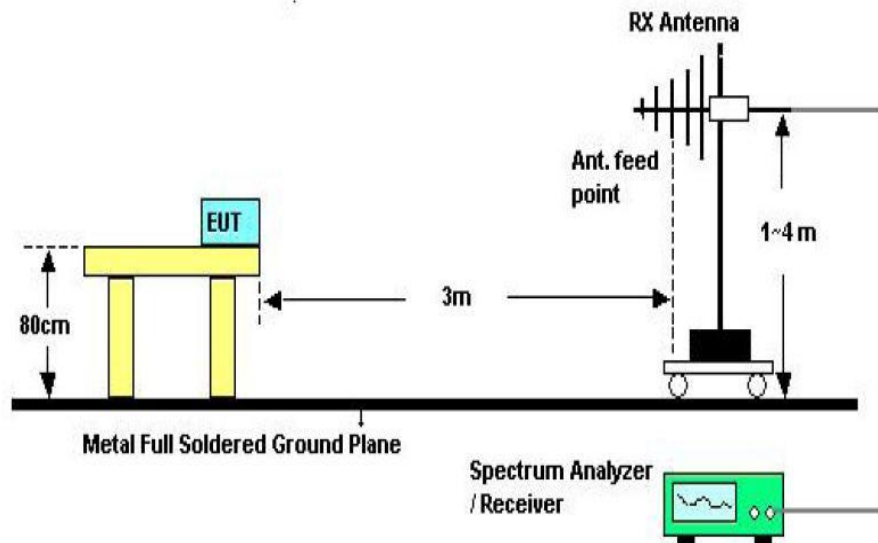 RX Antenna
Ant. feed
point
EUT
1~4 m
3m
80cm
Metal Full Soldered Ground Plane
Spectrum Analyzer
/ Receiver